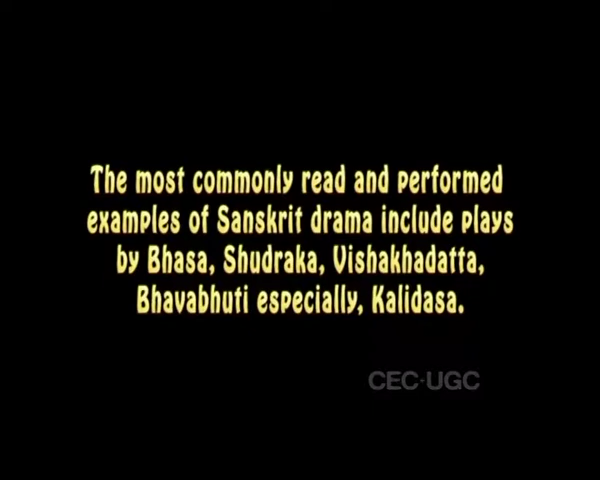 The most commonly read and performed
examples of Sanskrit drama include plays
by Bhasa, Shudraka, Vishakhadatta,
Bhavabhuti especially, Kalidasa.
CEC-UGC